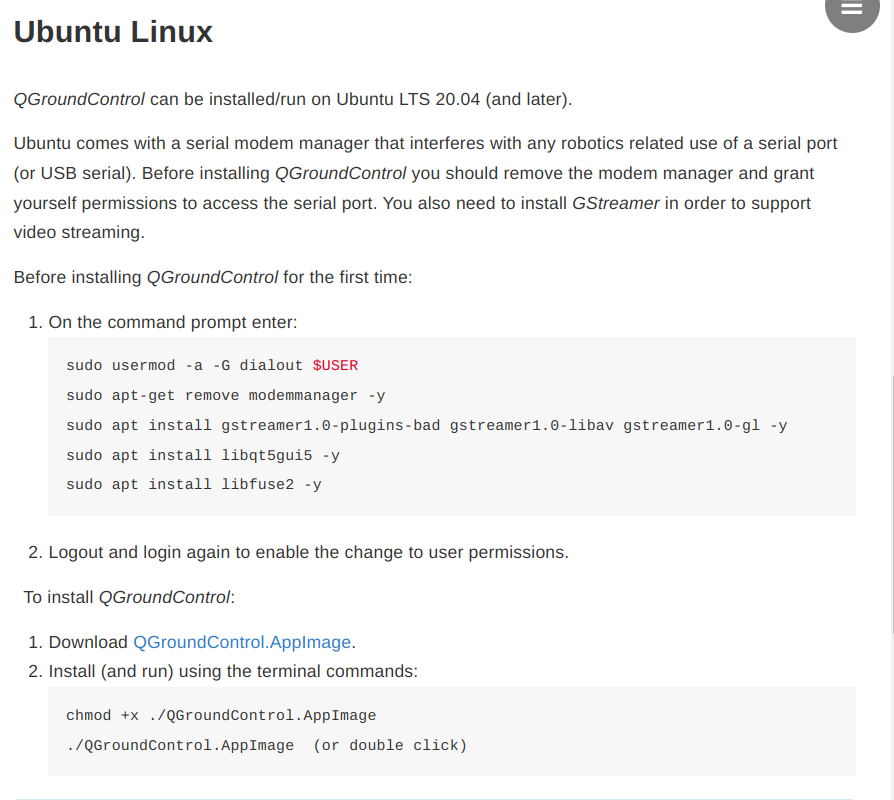 Ubuntu Linux
QGroundControl can be installed/run on Ubuntu LTS 20.04 (and later).
Ubuntu comes with a serial modem manager that interferes with any robotics related use of a serial port
(or USB serial). Before installing QGroundControl you should remove the modem manager and grant
yourself permissions to access the serial port. You also need to install GStreamer in order to support
video streaming.
Before installing QGroundControl for the first time:
1. On the command prompt enter:
sudo usermod -a -G dialout $USER
sudo apt-get remove modemmanager -y
sudo apt install gstreamer1.0-plugins-bad gstreamer1.0-libav gstreamer1.0-gl -y
sudo apt install libqt5gui5 -y
sudo apt install libfuse2 -y
2. Logout and login again to enable the change to user permissions.
To install QGroundControl:
1. Download QGroundControl.AppImage.
2. Install (and run) using the terminal commands:
chmod +x ./QGroundControl.AppImage
./QGroundControl.AppImage  (or double click)